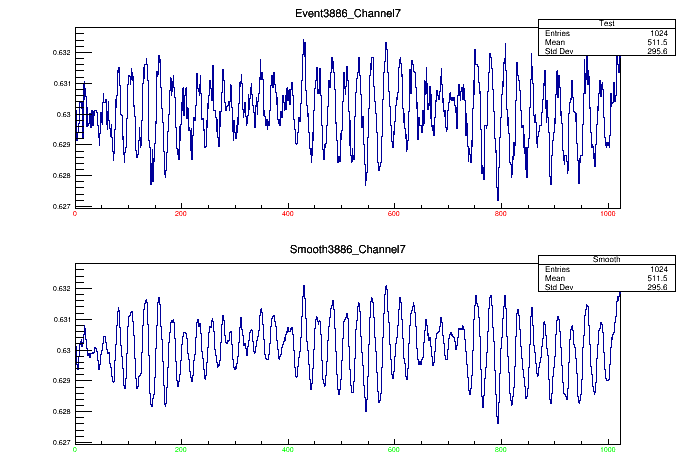 Event3886_Channel7
Test
Entries 1024
Mean 511.5
Std Dev 295.6
0.632
0.631
0.63
0.629
0.628
0.627
0 200 400 600 800 1000
Smooth3886_Channel7
Smooth
Entries 1024
Mean 511.5
Std Dev 295.6
0.632
0.631
0.63
0.629
0.628
0.627
0 200 400 600 800 1000